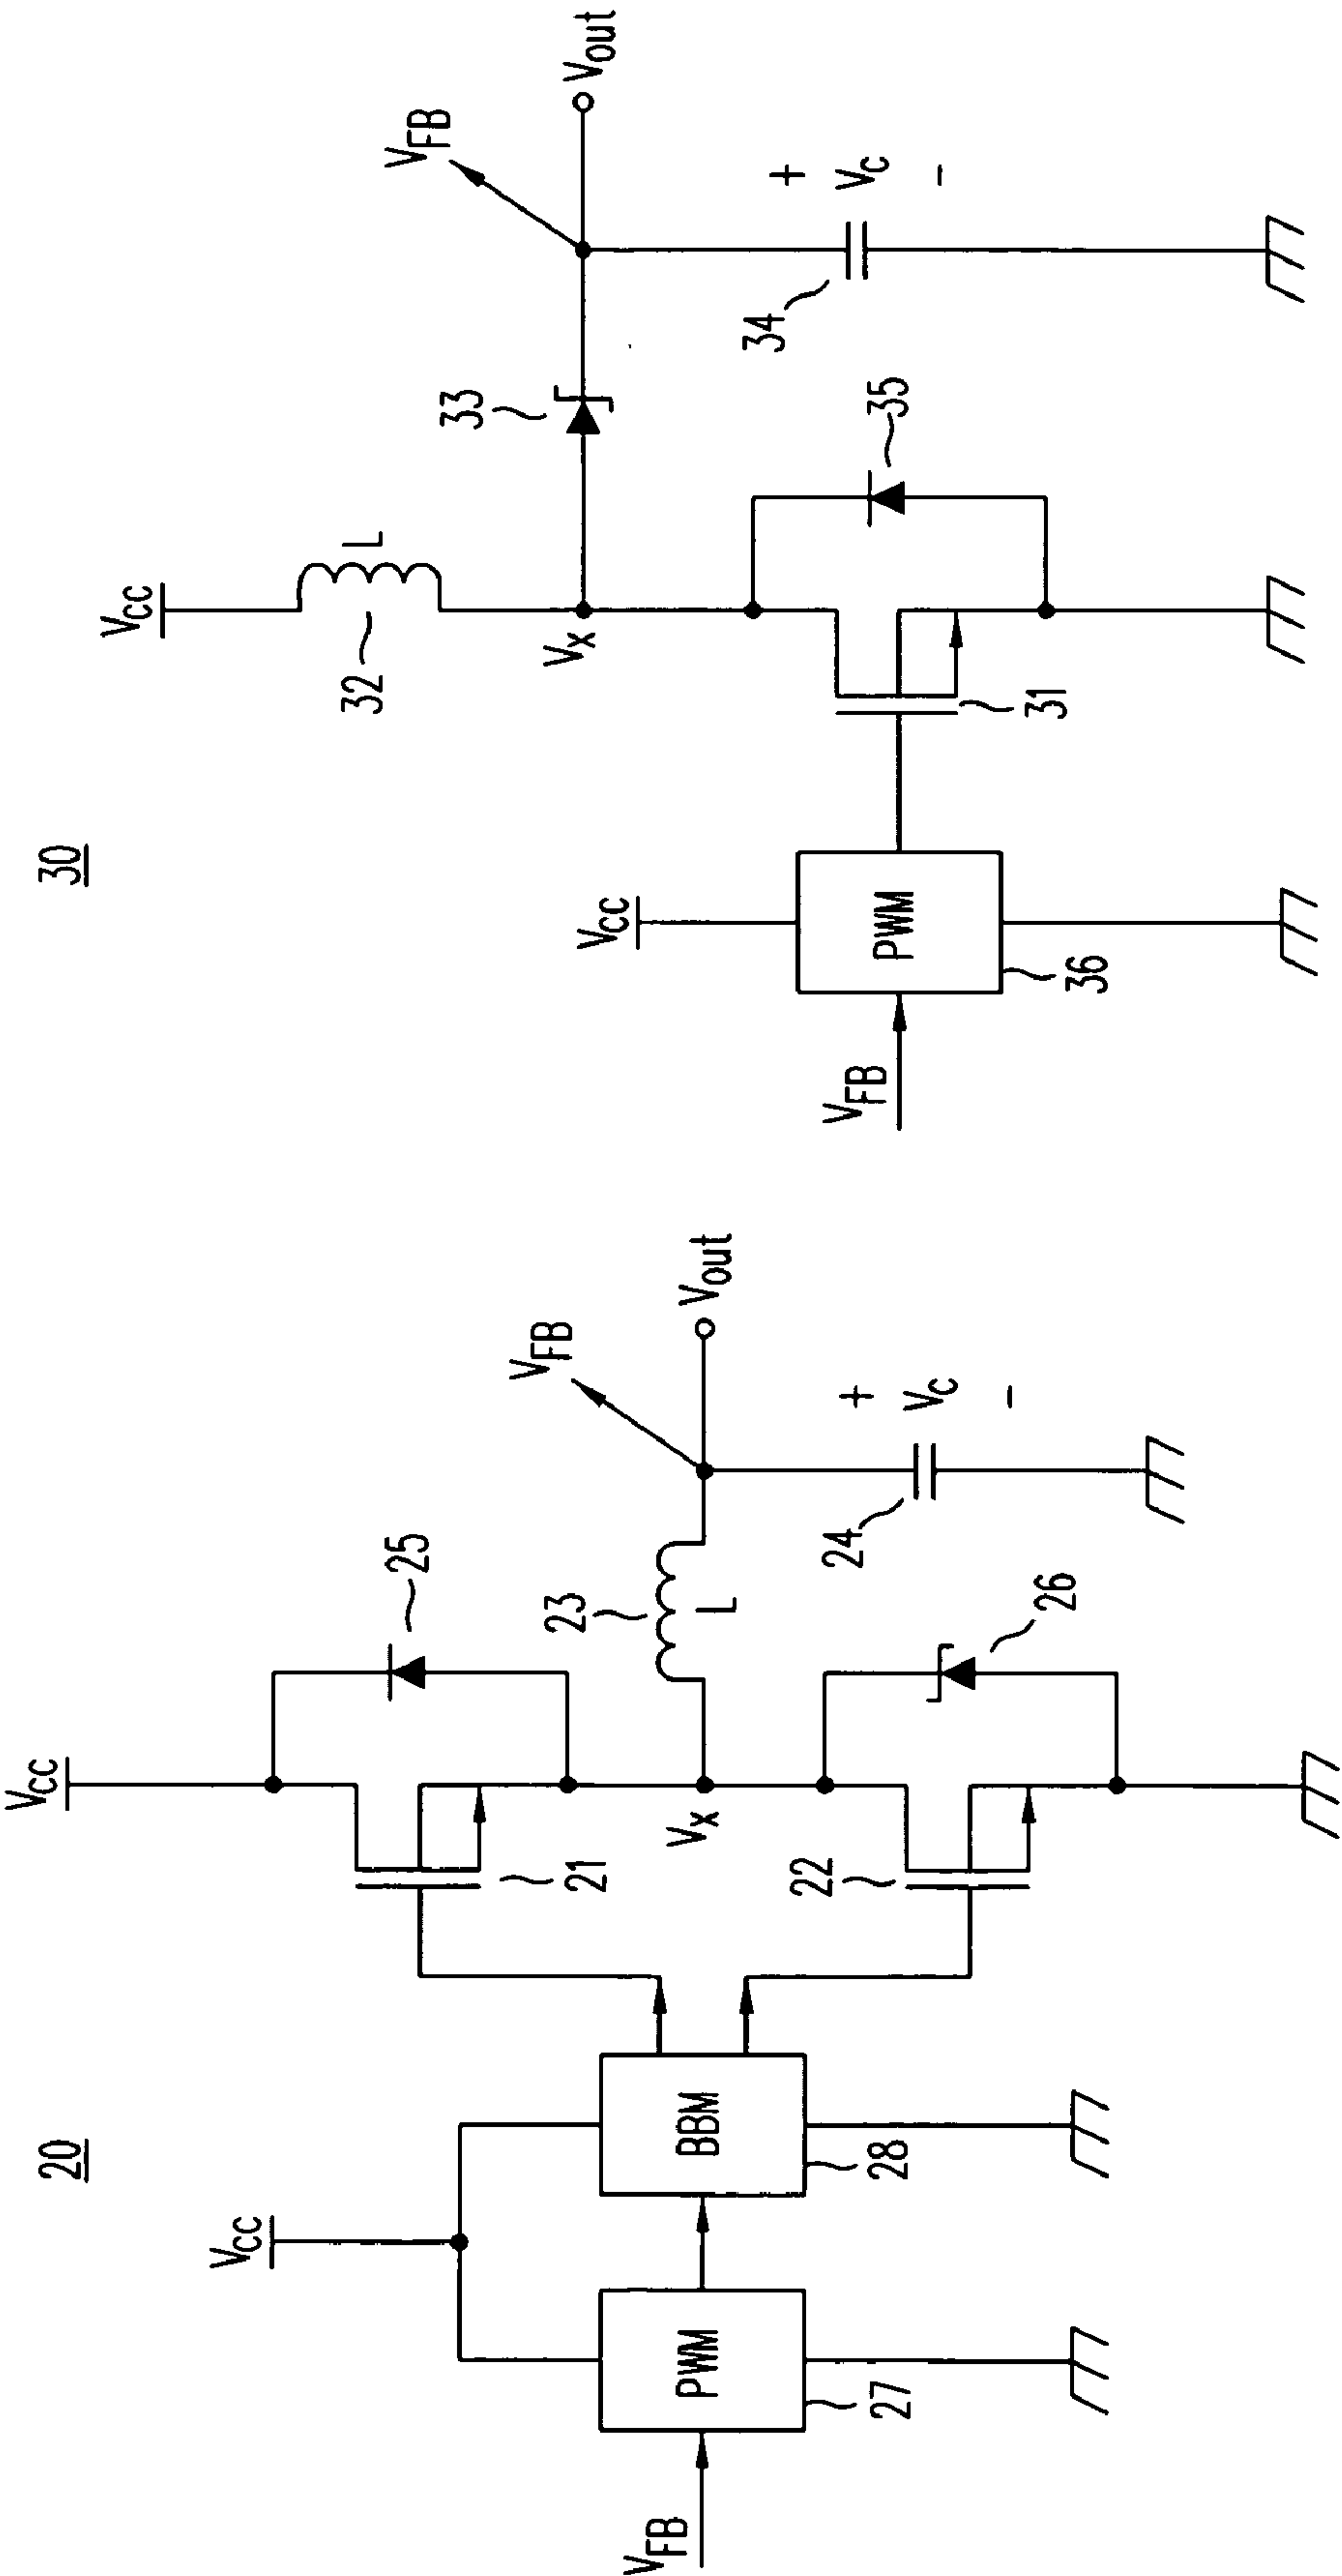 20
VCC
VCC
25
21
VFB
PWM
27
BBM
28
VX
23
L
VFB
Vout
22
26
24
+
VC
-
30
VCC
32
L
VX
33
VFB
Vout
VCC
VFB
PWM
36
31
35
34
+
VC
-